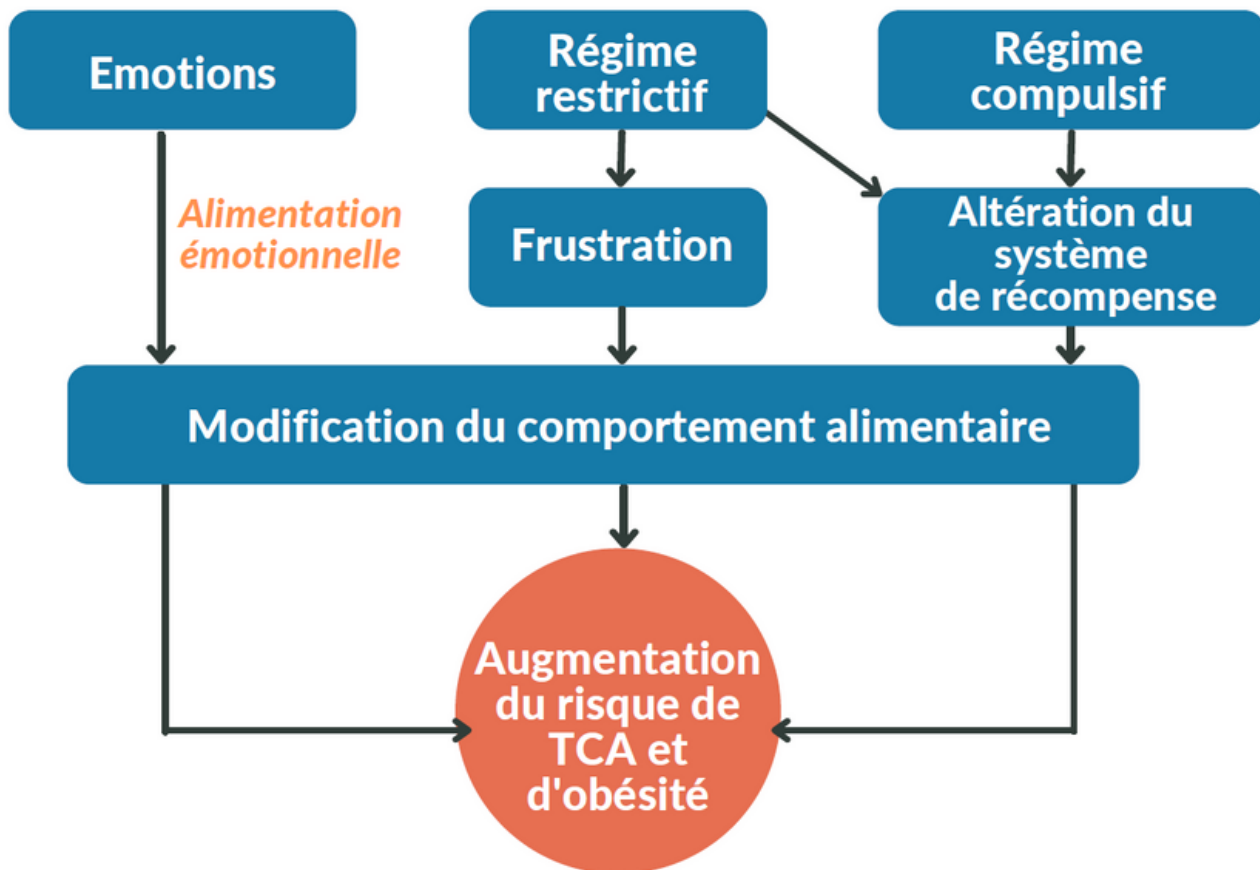 Emotions
Régime
restrictif
Régime
compulsif
Alimentation
émotionnelle
Frustration
Altération du
système
de récompense
Modification du comportement alimentaire
Augmentation
du risque de
TCA et
d'obésité